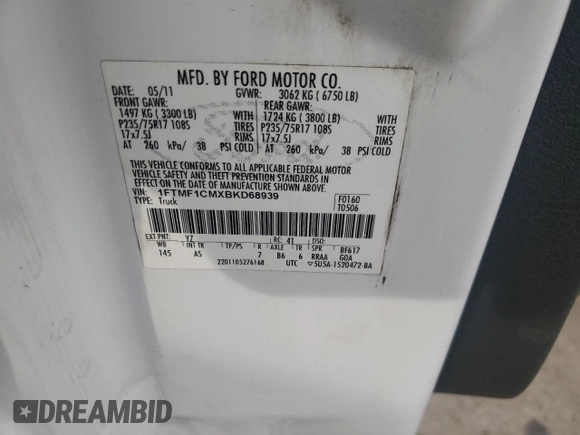 MFD. BY FORD MOTOR CO.
DATE: 05/11 GVWR: 3062 KG ( 6750 LB)
FRONT GAWR: REAR GAWR:
1497 KG ( 3300 LB) WITH 1724 KG ( 3800 LB) WITH
P235/75R17 108S TIRES P235/75R17 108S TIRES
17x7.5J RIMS 17x7.5J RIMS
AT 260 kPa/ 38 PSI COLD AT 260 kPa/ 38 PSI COLD
THIS VEHICLE CONFORMS TO ALL APPLICABLE FEDERAL MOTOR
VEHICLE SAFETY AND THEFT PREVENTION STANDARDS IN
EFFECT ON THE DATE OF MANUFACTURE SHOWN ABOVE.
VIN: 1FTMF1CMXBKD68939 F0160
TYPE: Truck T0506
EXT PNT: YZ RC: 41 DSO:
WB INT TR TP/PS R AXLE TR SPR BF617
145 AS 7 B6 6 RRAA G0A
2201105276168 UTC 5U5A-1520472-BA
DREAMBID